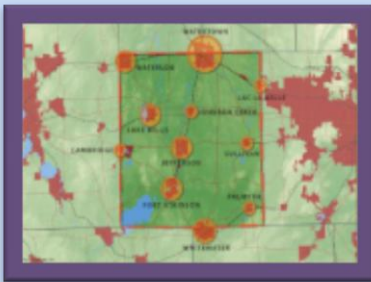 WATERTOWN
WATERLOO
LAC LA BELLE
JOHNSON CREEK
LAKE MILLS
CAMBRIDGE
SULLIVAN
JEFFERSON
PALMYRA
FORT ATKINSON
WHITEWATER